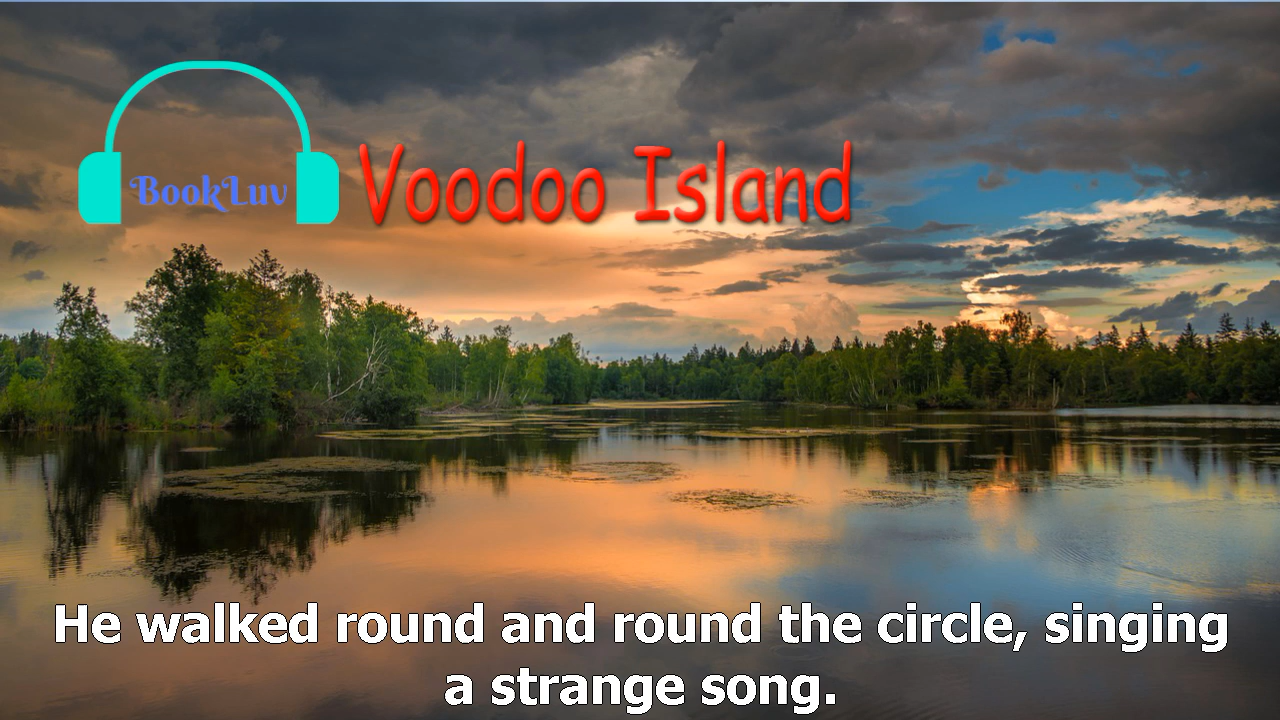 BookLuv
Voodoo Island
He walked round and round the circle, singing
a strange song.